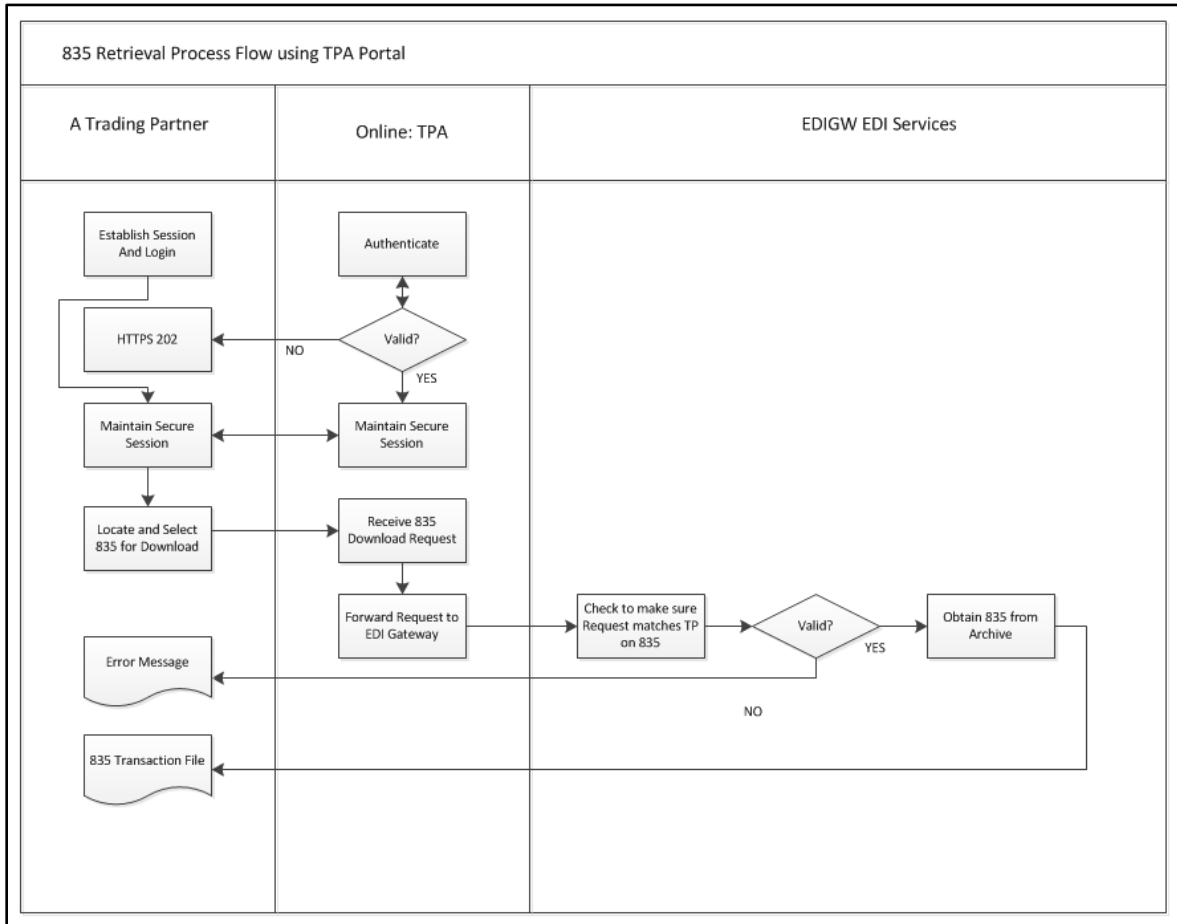 835 Retrieval Process Flow using TPA Portal
A Trading Partner
Online: TPA
EDIGW EDI Services
Establish Session
And Login
Authenticate
HTTPS 202
NO
Valid?
YES
Maintain Secure
Session
Maintain Secure
Session
Locate and Select
835 for Download
Receive 835
Download Request
Forward Request to
EDI Gateway
Check to make sure
Request matches TP
on 835
Valid?
YES
Obtain 835 from
Archive
Error Message
NO
835 Transaction File